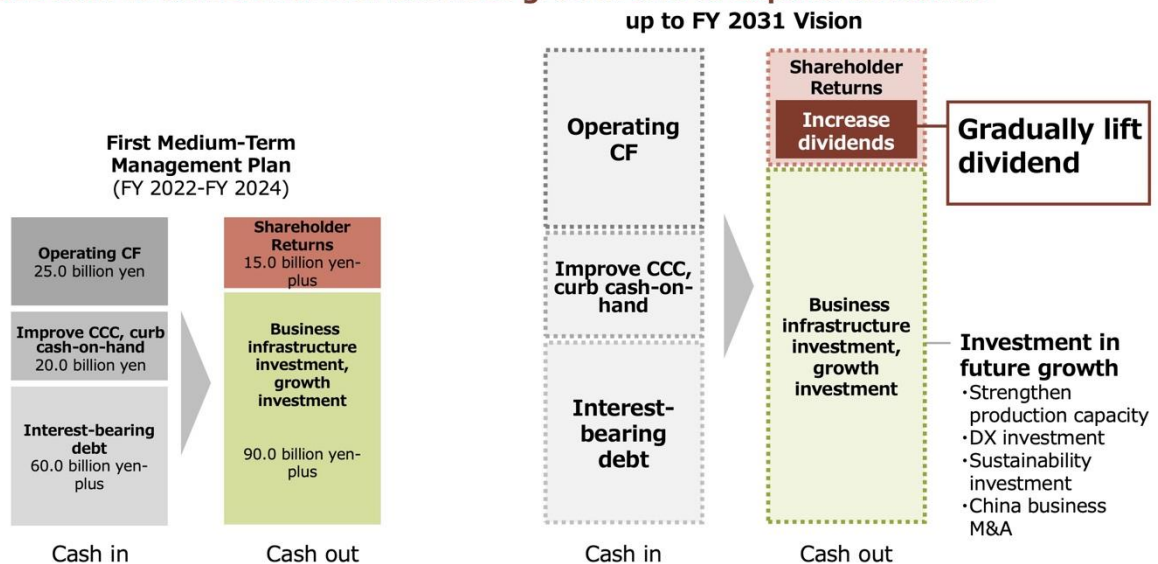 up to FY 2031 Vision
First Medium-Term
Management Plan
(FY 2022-FY 2024)
Operating CF
25.0 billion yen
Improve CCC, curb
cash-on-hand
20.0 billion yen
Interest-bearing
debt
60.0 billion yen-
plus
Cash in
Shareholder
Returns
15.0 billion yen-
plus
Business
infrastructure
investment,
growth
investment
90.0 billion yen-
plus
Cash out
Operating
CF
Improve CCC,
curb cash-on-
hand
Interest-
bearing
debt
Cash in
Shareholder
Returns
Increase
dividends
Business
infrastructure
investment,
growth
investment
Cash out
Gradually lift
dividend
Investment in
future growth
・Strengthen
production capacity
・DX investment
・Sustainability
investment
・China business
M&A